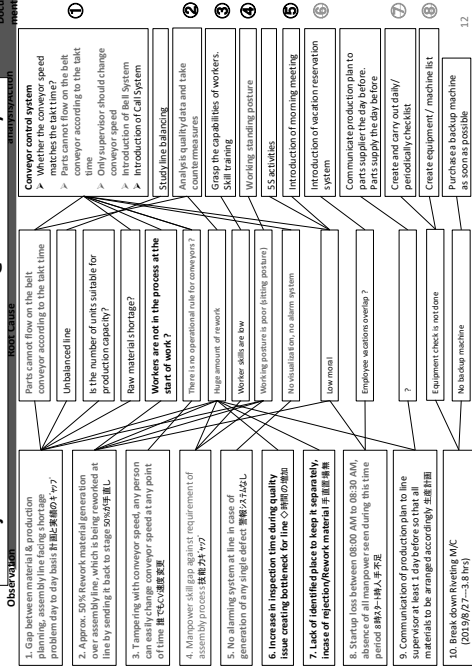 Observation
Root Cause
analysis/Action
Docu
ment
1. Gap between material & production
planning, assembly line facing shortage
problem day to day basis 計画と実績のギャップ
2. Approx. 50% Rework material generation
over assembly line, which is being reworked at
line by sending it back to stage 50%が手直し
3. Tampering with conveyor speed, any person
can easily change conveyor speed at any point
of time 誰でも心速度変更
4. Manpower skill gap against requirement of
assembly process 技能力ギャップ
5. No alarming system at line in case of
generation of any single defect 警報システムなし
6. Increase in inspection time during quality
issue creating bottleneck for line ◇時間の増加
7. Lack of identified place to keep it separately,
incase of rejection/Rework material 手直置場無
8. Startup loss between 08:00 AM to 08:30 AM,
absence of all manpower seen during this time
period 8時スタート時人手不足
9. Communication of production plan to line
supervisor at least 1 day before so that all
materials to be arranged accordingly 生産計画
10. Break down Riveting M/C
(2019/8/27---3.8 hrs)
Parts cannot flow on the belt
conveyor according to the takt time
Unbalanced line
Is the number of units suitable for
production capacity?
Raw material shortage?
Workers are not in the process at the
start of work ?
There is no operational rule for conveyors ?
Huge amount of rework
Worker skills are low
Working posture is poor (sitting posture)
No visualization, no alarm system
Low moral
Employee vacations overlap ?
?
Equipment check is not done
No backup machine
Conveyor control system
➢ Whether the conveyor speed
matches the takt time?
➢ Parts cannot flow on the belt
conveyor according to the takt
time
➢ Only supervisor should change
conveyor speed
➢ Introduction of Bell System
➢ Introduction of Call System
Study line balancing
Analysis quality data and take
countermeasures
Grasp the capabilities of workers.
Skill training
Working standing posture
5S activities
Introduction of morning meeting
Introduction of vacation reservation
system
Communicate production plan to
parts supplier the day before.
Parts supply the day before
Create and carry out daily/
periodically checklist
Create equipment / machine list
Purchase a backup machine
as soon as possible
①
②
③
④
⑤
⑥
⑦
⑧
12